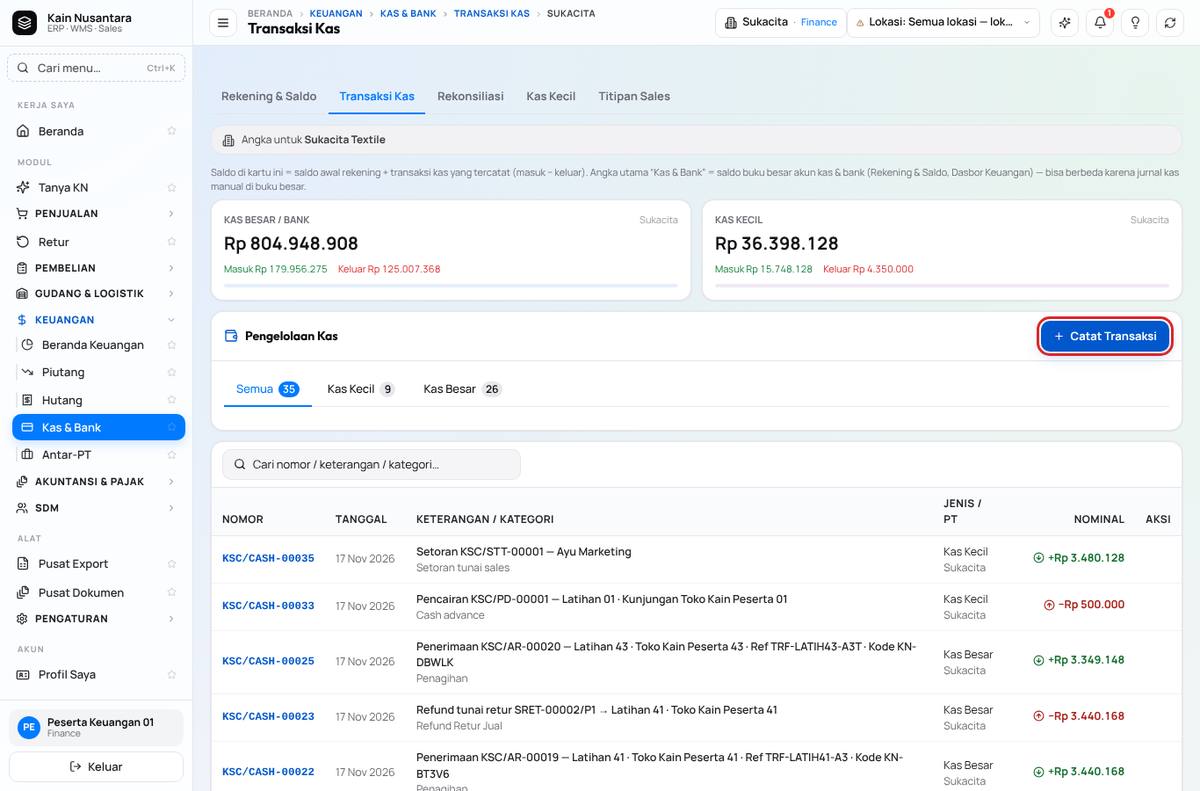 Kain Nusantara
ERP · WMS · Sales
Cari menu...
Ctrl+K
KERJA SAYA
Beranda
MODUL
Tanya KN
PENJUALAN
Retur
PEMBELIAN
GUDANG & LOGISTIK
KEUANGAN
Beranda Keuangan
Piutang
Hutang
Kas & Bank
Antar-PT
AKUNTANSI & PAJAK
SDM
ALAT
Pusat Export
Pusat Dokumen
PENGATURAN
AKUN
Profil Saya
PE
Peserta Keuangan 01
Finance
Keluar
BERANDA > KEUANGAN > KAS & BANK > TRANSAKSI KAS > SUKACITA
Transaksi Kas
Sukacita · Finance
Lokasi: Semua lokasi — lok...
1
Rekening & Saldo
Transaksi Kas
Rekonsiliasi
Kas Kecil
Titipan Sales
Angka untuk Sukacita Textile
Saldo di kartu ini = saldo awal rekening + transaksi kas yang tercatat (masuk − keluar). Angka utama "Kas & Bank" = saldo buku besar akun kas & bank (Rekening & Saldo, Dasbor Keuangan) — bisa berbeda karena jurnal kas
manual di buku besar.
KAS BESAR / BANK
Sukacita
Rp 804.948.908
Masuk Rp 179.956.275 Keluar Rp 125.007.368
KAS KECIL
Sukacita
Rp 36.398.128
Masuk Rp 15.748.128 Keluar Rp 4.350.000
Pengelolaan Kas
+ Catat Transaksi
Semua 35
Kas Kecil 9
Kas Besar 26
Cari nomor / keterangan / kategori...
NOMOR
TANGGAL
KETERANGAN / KATEGORI
JENIS /
PT
NOMINAL
AKSI
KSC/CASH-00035
17 Nov 2026
Setoran KSC/STT-00001 — Ayu Marketing
Setoran tunai sales
Kas Kecil
Sukacita
+Rp 3.480.128
KSC/CASH-00033
17 Nov 2026
Pencairan KSC/PD-00001 — Latihan 01 · Kunjungan Toko Kain Peserta 01
Cash advance
Kas Kecil
Sukacita
−Rp 500.000
KSC/CASH-00025
17 Nov 2026
Penerimaan KSC/AR-00020 — Latihan 43 · Toko Kain Peserta 43 · Ref TRF-LATIH43-A3T · Kode KN-
DBWLK
Penagihan
Kas Besar
Sukacita
+Rp 3.349.148
KSC/CASH-00023
17 Nov 2026
Refund tunai retur SRET-00002/P1 → Latihan 41 · Toko Kain Peserta 41
Refund Retur Jual
Kas Besar
Sukacita
−Rp 3.440.168
KSC/CASH-00022
17 Nov 2026
Penerimaan KSC/AR-00019 — Latihan 41 · Toko Kain Peserta 41 · Ref TRF-LATIH41-A3 · Kode KN-
BT3V6
Penagihan
Kas Besar
Sukacita
+Rp 3.440.168